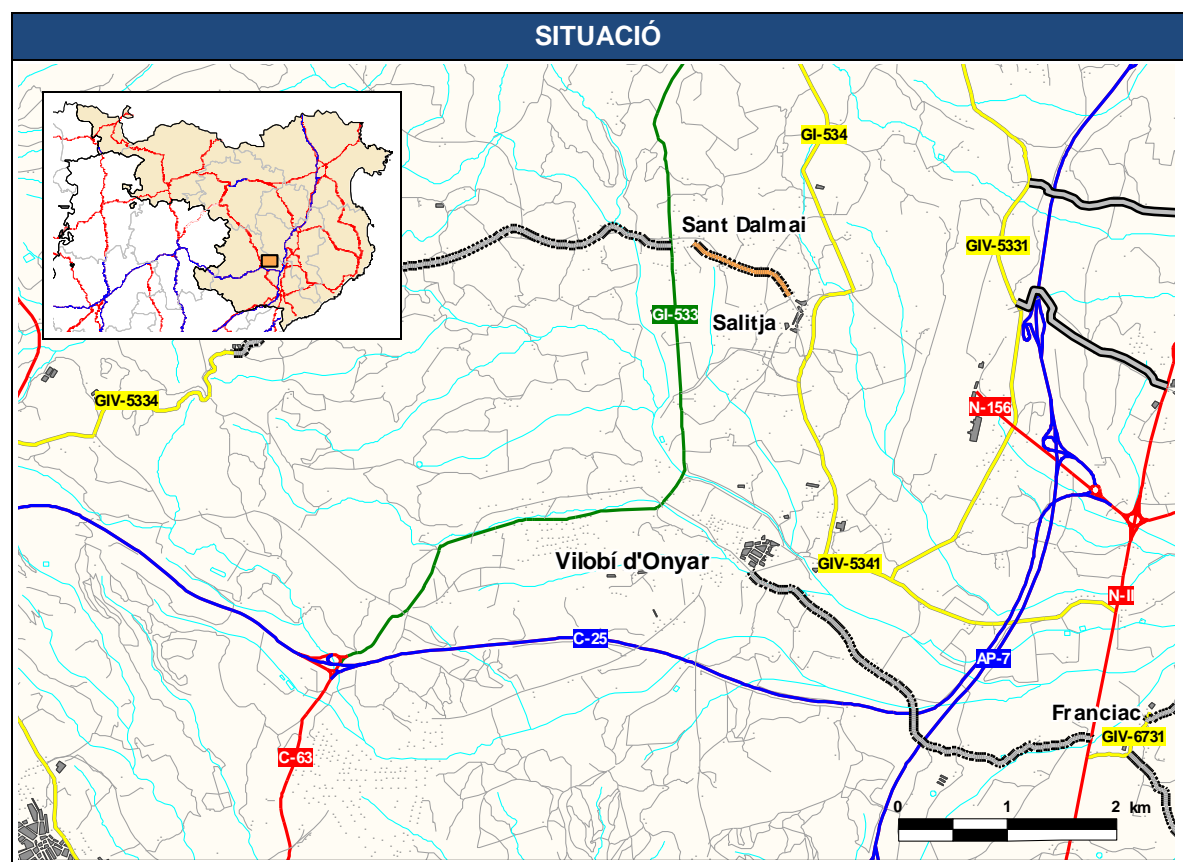 SITUACIÓ
GI-534
Sant Dalmai
GIV-5331
GI-533
Salitja
GIV-5334
N-156
Vilobí d'Onyar
GIV-5341
N-II
C-25
AP-7
Franciac
GIV-6731
C-63
0 1 2 km